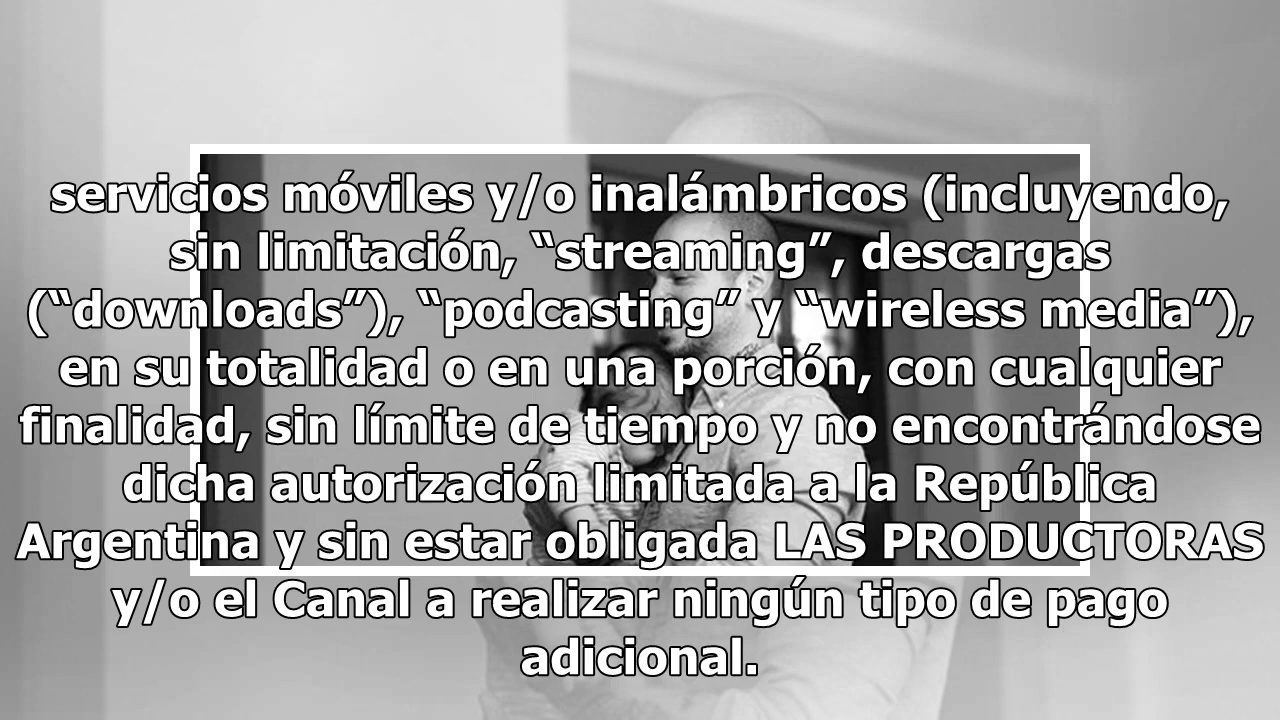 servicios móviles y/o inalámbricos (incluyendo,
sin limitación, “streaming”, descargas
(“downloads”), “podcasting” y “wireless media”),
en su totalidad o en una porción, con cualquier
finalidad, sin límite de tiempo y no encontrándose
dicha autorización limitada a la República
Argentina y sin estar obligada LAS PRODUCTORAS
y/o el Canal a realizar ningún tipo de pago
adicional.